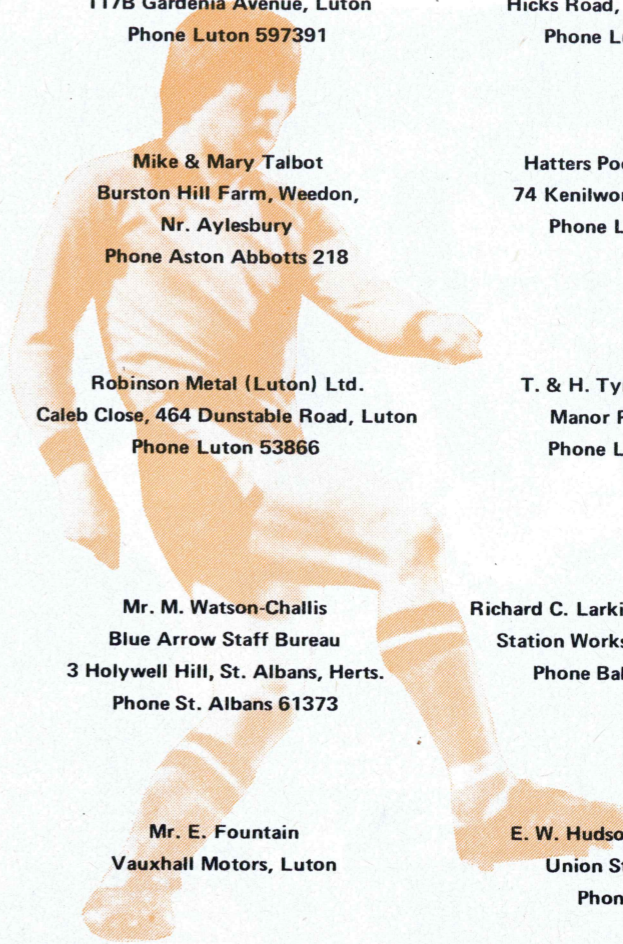 117B Gardenia Avenue, Luton
Phone Luton 597391
Mike & Mary Talbot
Burston Hill Farm, Weedon,
Nr. Aylesbury
Phone Aston Abbotts 218
Robinson Metal (Luton) Ltd.
Caleb Close, 464 Dunstable Road, Luton
Phone Luton 53866
Mr. M. Watson-Challis
Blue Arrow Staff Bureau
3 Holywell Hill, St. Albans, Herts.
Phone St. Albans 61373
Mr. E. Fountain
Vauxhall Motors, Luton
Hicks Road,
Phone
Hatters
74
Phone
T. & H.
Manor
Phone
Richard C.
Station Works
Phone
E. W.
Union